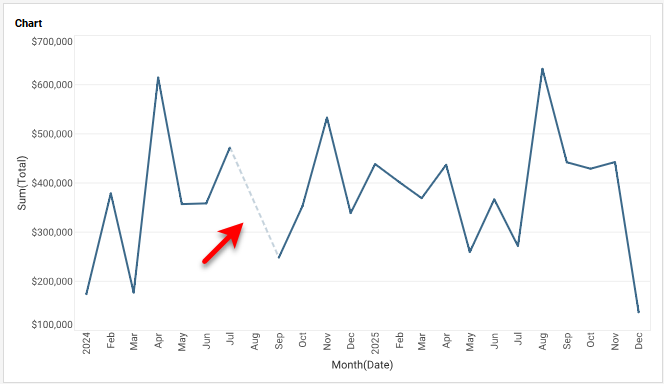 Chart
$700,000
$600,000
$500,000
$400,000
$300,000
$200,000
$100,000
Sum(Total)
2024 Feb Mar Apr May Jun Jul Aug Sep Oct Nov Dec 2025 Feb Mar Apr May Jun Jul Aug Sep Oct Nov Dec
Month(Date)